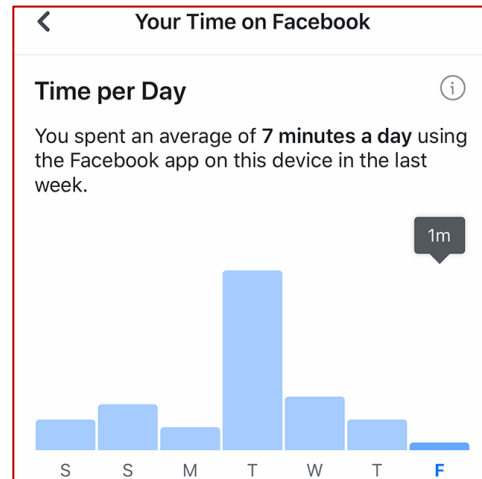 Your Time on Facebook
Time per Day
You spent an average of 7 minutes a day using
the Facebook app on this device in the last
week.
1m
S S M T W T F